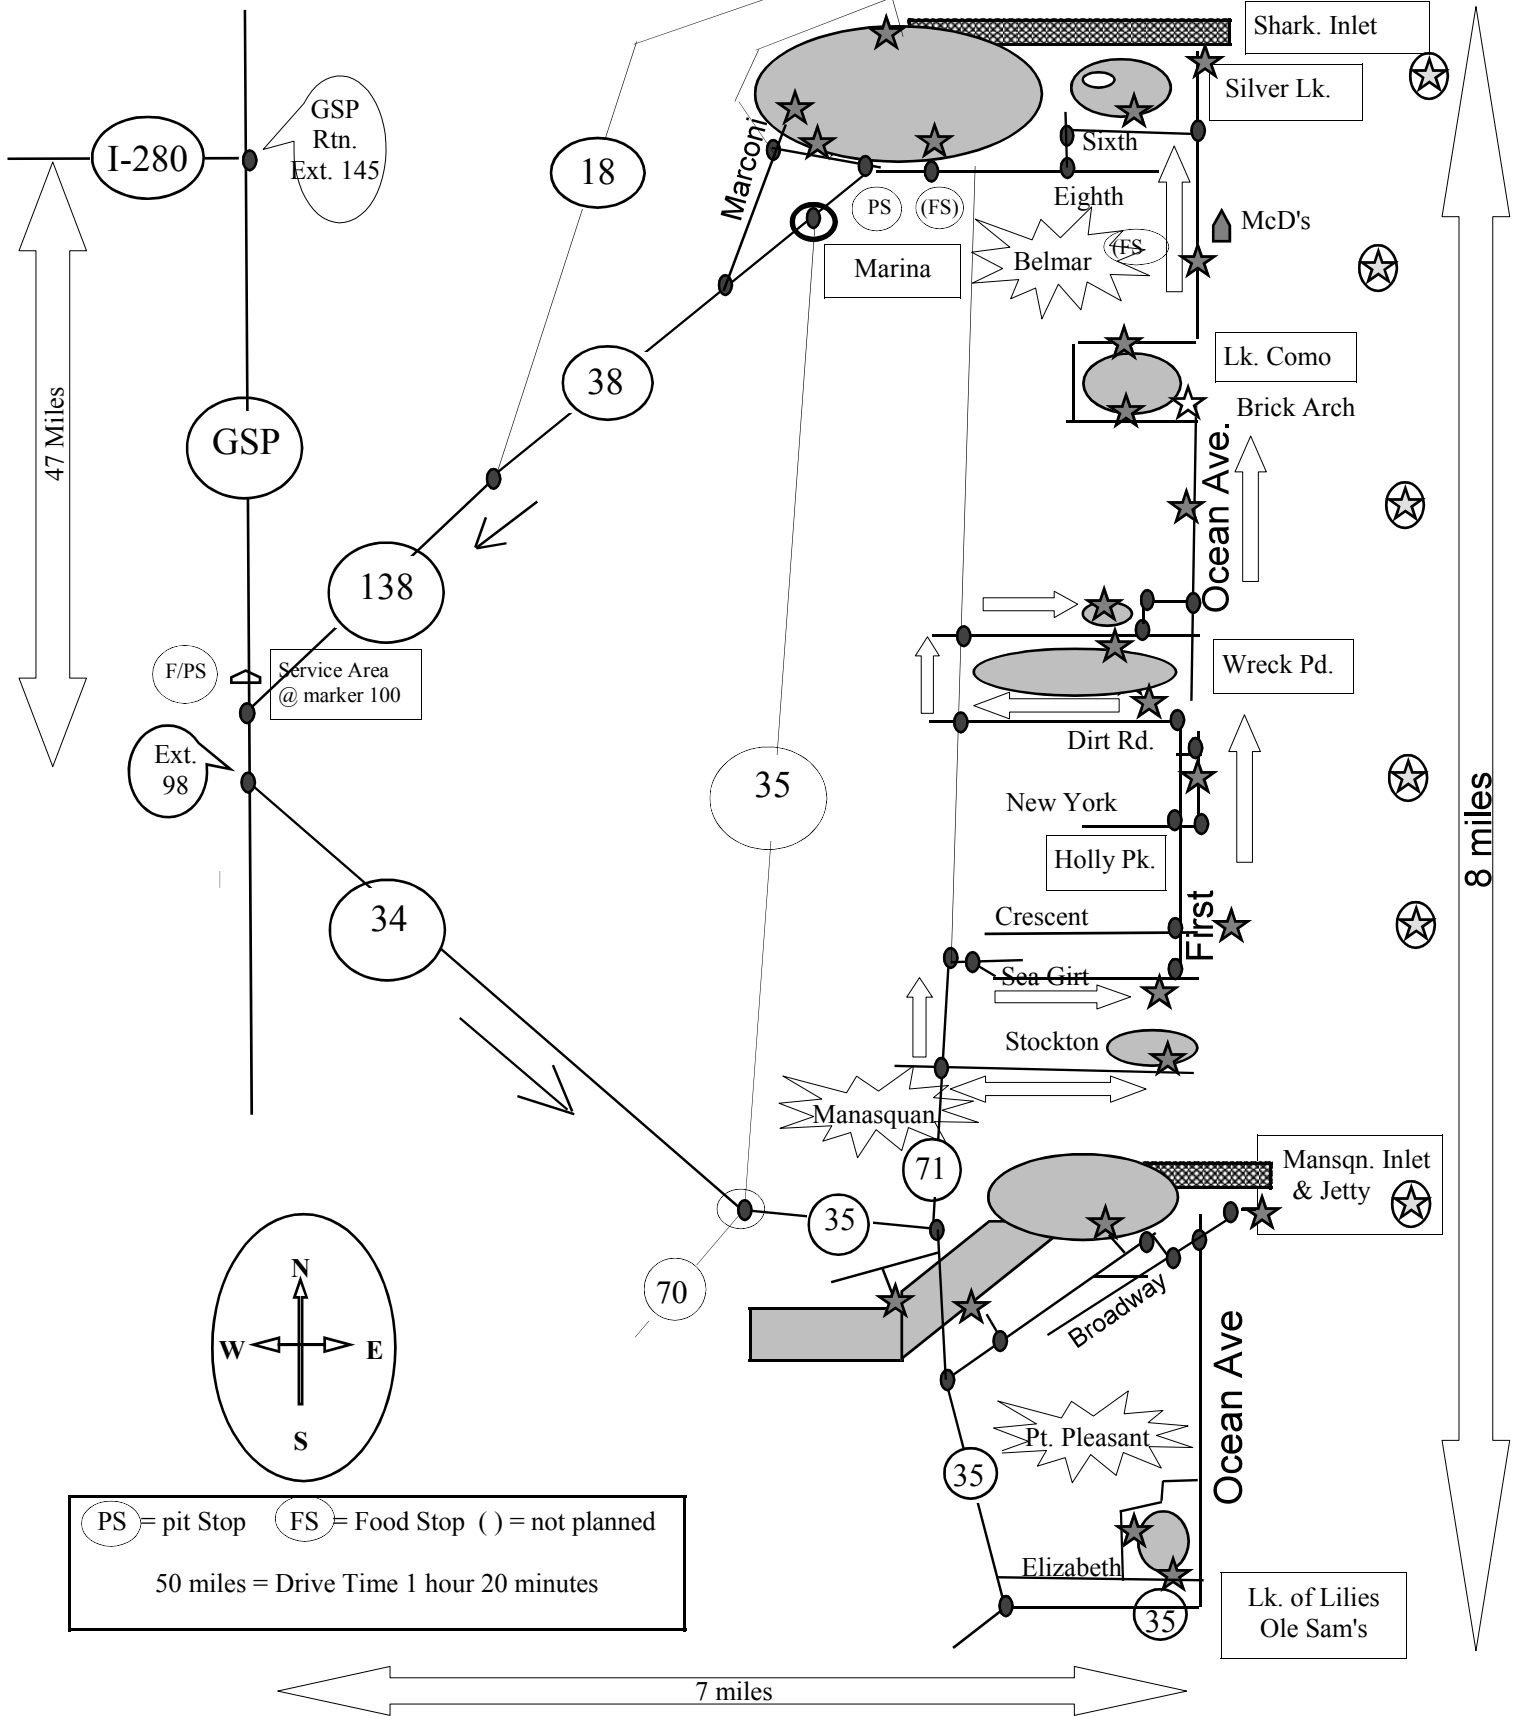 Shark. Inlet
Silver Lk.
GSP
Rtn.
Ext. 145
I-280
18
Marconi
Sixth
Eighth
PS
(FS)
McD's
Belmar
(FS
Marina
38
Lk. Como
Brick Arch
47 Miles
GSP
Ocean Ave.
138
F/PS
Service Area
@ marker 100
Wreck Pd.
Dirt Rd.
Ext.
98
35
New York
8 miles
Holly Pk.
34
Crescent
First
Sea Girt
Stockton
Manasquan
71
Mansqn. Inlet
& Jetty
35
70
N
W
E
S
Broadway
Ocean Ave
Pt. Pleasant
35
PS = pit Stop FS = Food Stop ( ) = not planned
50 miles = Drive Time 1 hour 20 minutes
Elizabeth
35
Lk. of Lilies
Ole Sam's
7 miles